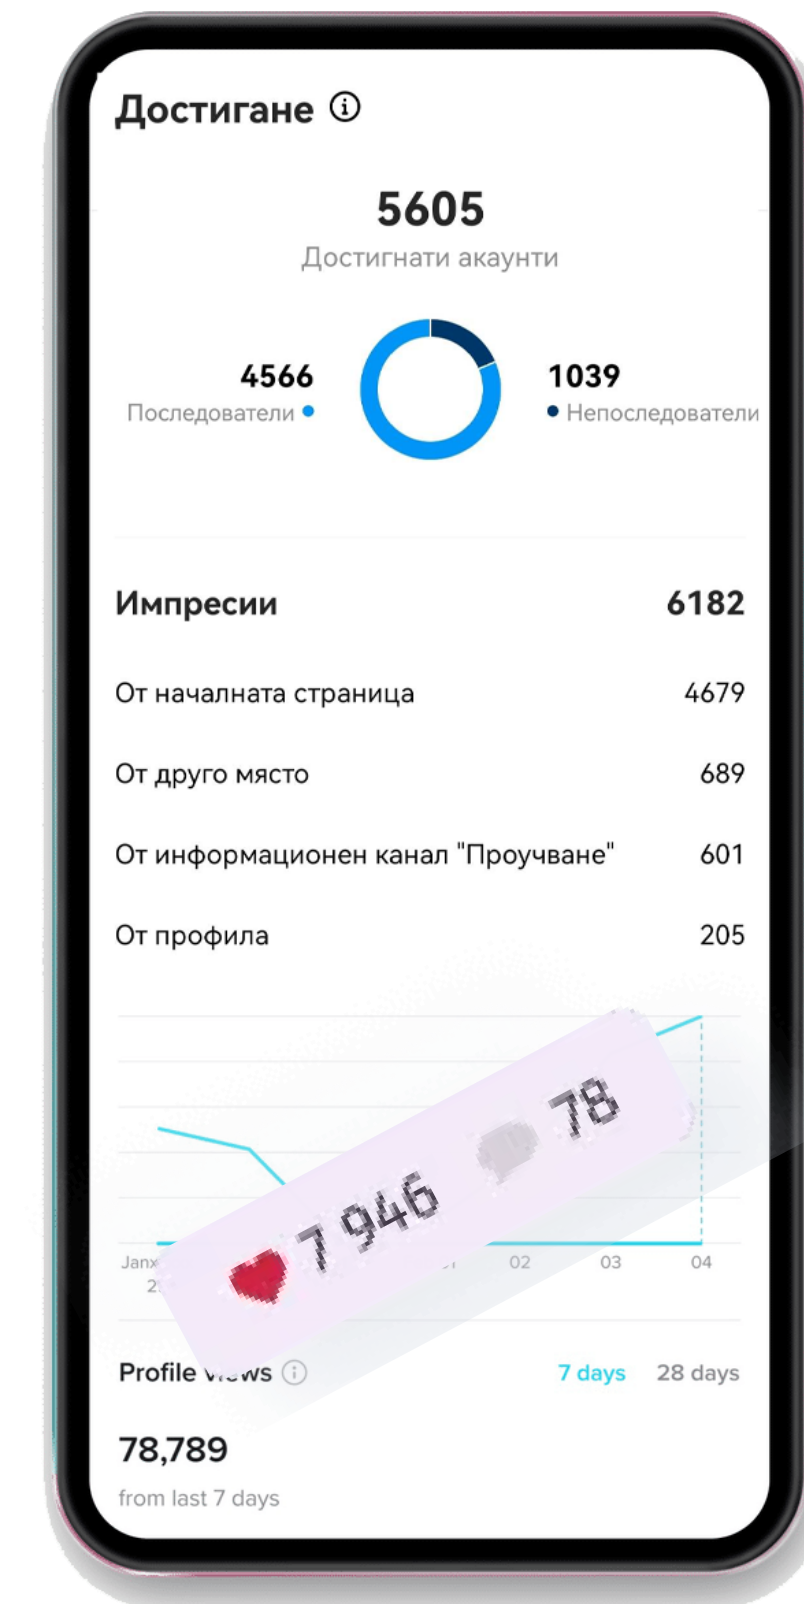 Достигане
5605
Достигнати акаунти
4566
Последователи
1039
Непоследователи
Импресии 6182
От началната страница 4679
От друго място 689
От информационен канал "Проучване" 601
От профила 205
78
7 946
02 03 04
Profile 7 days 28 days
78,789
from last 7 days